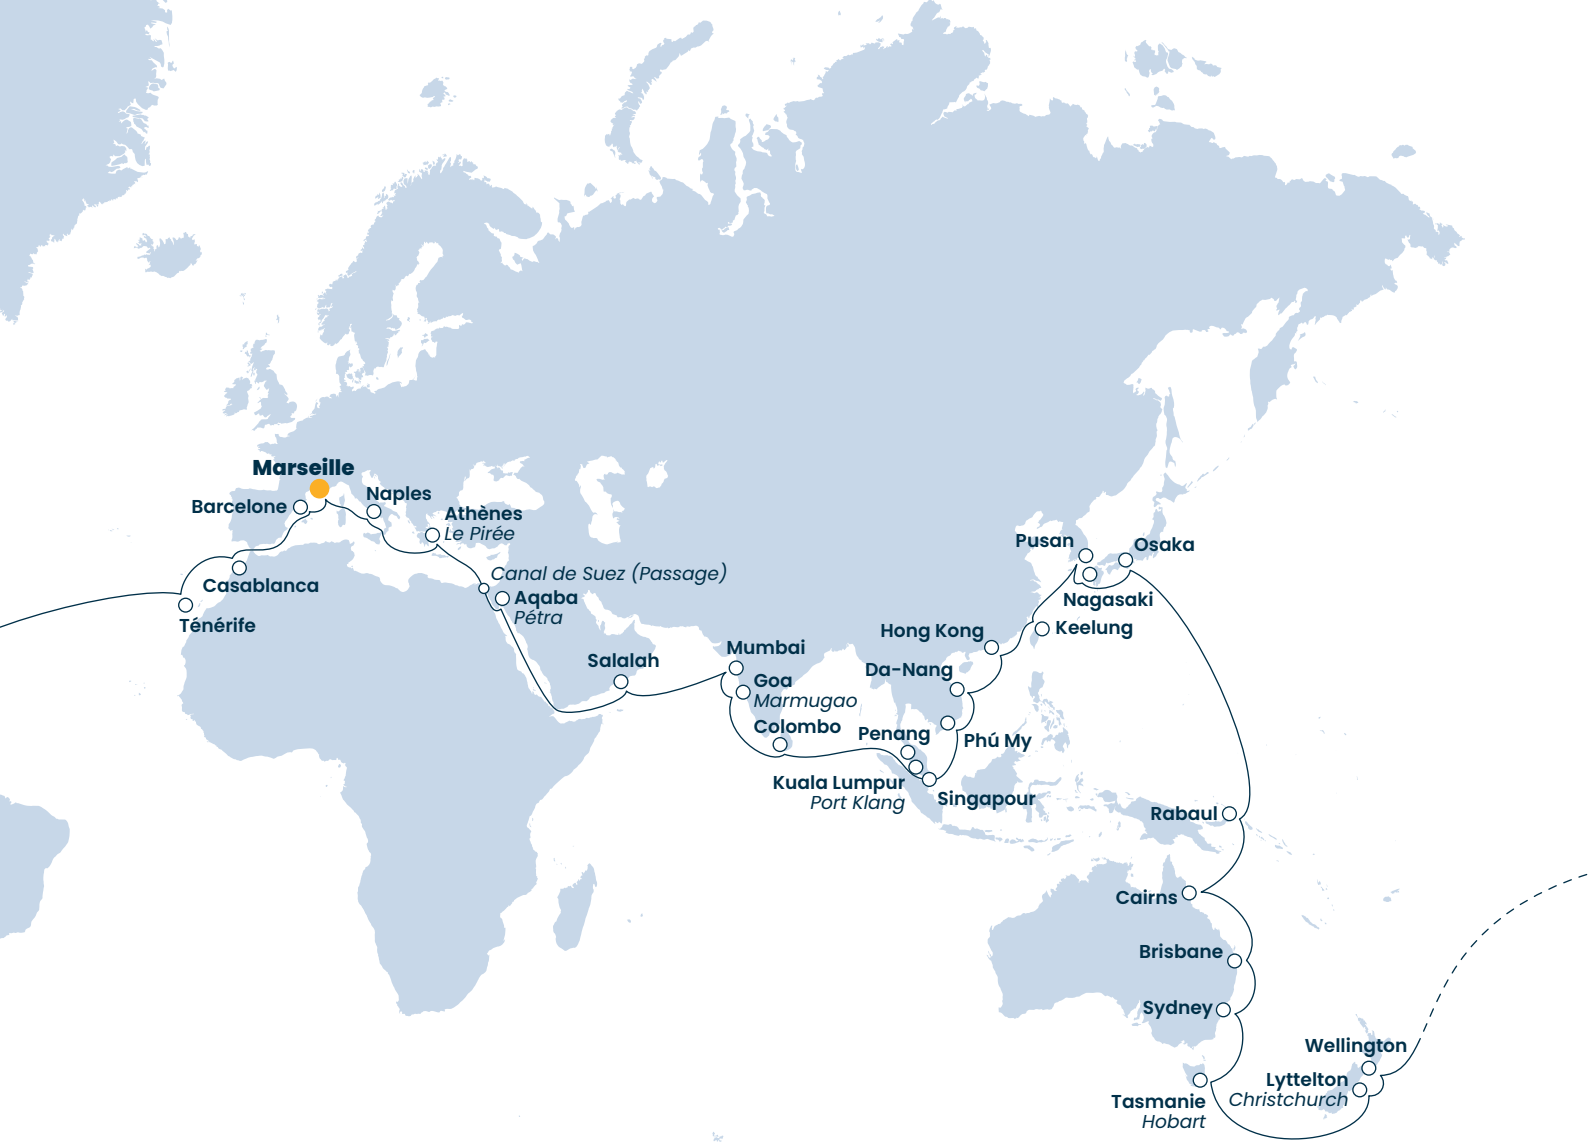 Marseille
Barcelone
Naples
Athènes
Le Pirée
Canal de Suez (Passage)
Casablanca
Aqaba
Pétra
Ténérife
Salalah
Mumbai
Goa
Marmugao
Colombo
Penang
Kuala Lumpur
Port Klang
Singapour
Phú My
Da-Nang
Hong Kong
Keelung
Pusan
Nagasaki
Osaka
Rabaul
Cairns
Brisbane
Sydney
Tasmanie
Hobart
Lyttelton
Christchurch
Wellington